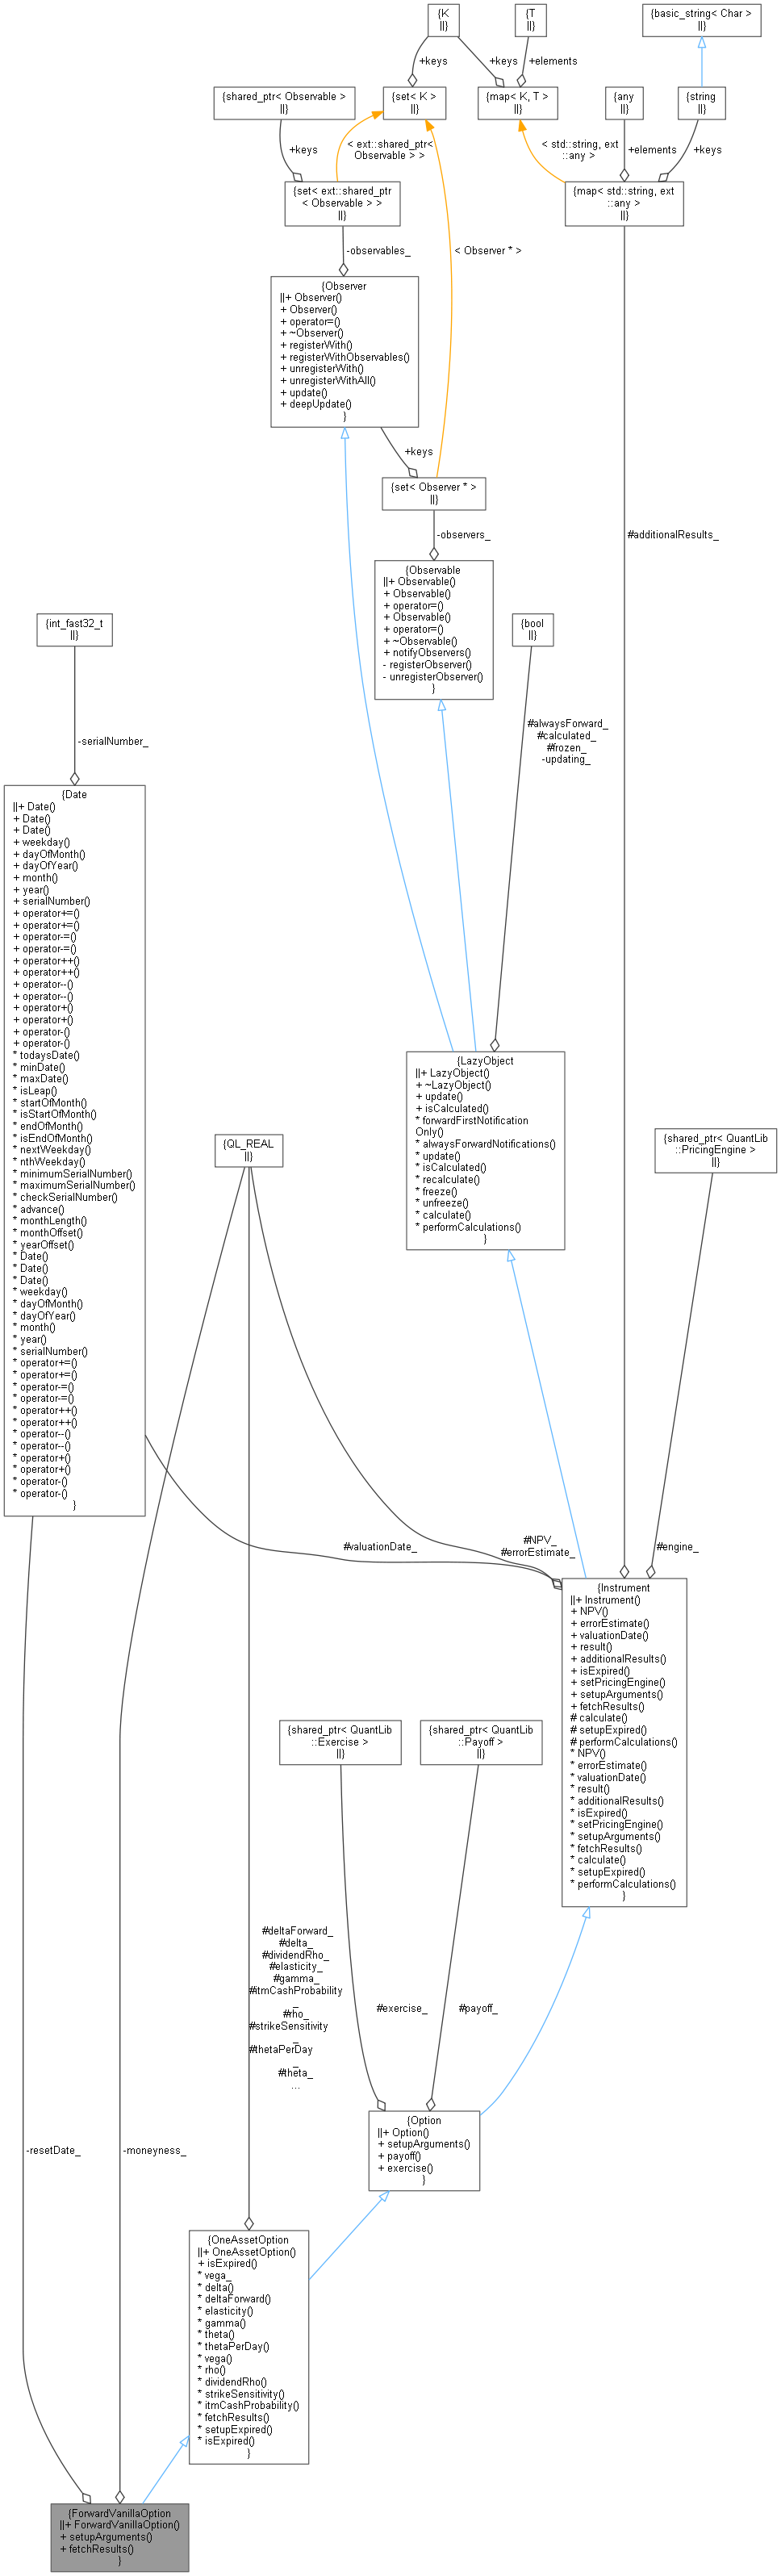 {K
||}
{T
||}
{basic_string< Char >
||}
+keys
+keys
+elements
{shared_ptr< Observable >
||}
{set< K >
||}
{map< K, T >
||}
{any
||}
{string
||}
+keys
< ext::shared_ptr<
Observable > >
< std::string, ext
::any >
+elements
+keys
{set< ext::shared_ptr
< Observable > >
||}
{map< std::string, ext
::any >
||}
-observables_
< Observer * >
{Observer
||+ Observer()
+ Observer()
+ operator=()
+ ~Observer()
+ registerWith()
+ registerWithObservables()
+ unregisterWith()
+ unregisterWithAll()
+ update()
+ deepUpdate()
}
+keys
{set< Observer * >
||}
-observers_
#additionalResults_
{Observable
||+ Observable()
+ Observable()
+ operator=()
+ Observable()
+ operator=()
+ ~Observable()
+ notifyObservers()
- registerObserver()
- unregisterObserver()
}
{int_fast32_t
||}
{bool
||}
-serialNumber_
#alwaysForward_
#calculated_
#frozen_
-updating_
{Date
||+ Date()
+ Date()
+ Date()
+ weekday()
+ dayOfMonth()
+ dayOfYear()
+ month()
+ year()
+ serialNumber()
+ operator+=()
+ operator+=()
+ operator-=()
+ operator-=()
+ operator++()
+ operator++()
+ operator--()
+ operator--()
+ operator+()
+ operator+()
+ operator-()
+ operator-()
* todaysDate()
* minDate()
* maxDate()
* isLeap()
* startOfMonth()
* isStartOfMonth()
* endOfMonth()
* isEndOfMonth()
* nextWeekday()
* nthWeekday()
* minimumSerialNumber()
* maximumSerialNumber()
* checkSerialNumber()
* advance()
* monthLength()
* monthOffset()
* yearOffset()
* Date()
* Date()
* Date()
* weekday()
* dayOfMonth()
* dayOfYear()
* month()
* year()
* serialNumber()
* operator+=()
* operator+=()
* operator-=()
* operator-=()
* operator++()
* operator++()
* operator--()
* operator--()
* operator+()
* operator+()
* operator-()
* operator-()
}
{LazyObject
||+ LazyObject()
+ ~LazyObject()
+ update()
+ isCalculated()
* forwardFirstNotification
Only()
* alwaysForwardNotifications()
* update()
* isCalculated()
* recalculate()
* freeze()
* unfreeze()
* calculate()
* performCalculations()
}
{QL_REAL
||}
{shared_ptr< QuantLib
::PricingEngine >
||}
#valuationDate_
#NPV_
#errorEstimate_
#engine_
{Instrument
||+ Instrument()
+ NPV()
+ errorEstimate()
+ valuationDate()
+ result()
+ additionalResults()
+ isExpired()
+ setPricingEngine()
+ setupArguments()
+ fetchResults()
# calculate()
# setupExpired()
# performCalculations()
* NPV()
* errorEstimate()
* valuationDate()
* result()
* additionalResults()
* isExpired()
* setPricingEngine()
* setupArguments()
* fetchResults()
* calculate()
* setupExpired()
* performCalculations()
}
{shared_ptr< QuantLib
::Exercise >
||}
{shared_ptr< QuantLib
::Payoff >
||}
#deltaForward_
#delta_
#dividendRho_
#elasticity_
#gamma_
#itmCashProbability
_
#rho_
#strikeSensitivity
_
#thetaPerDay
_
#theta_
...
#exercise_
#payoff_
{Option
||+ Option()
+ setupArguments()
+ payoff()
+ exercise()
}
-resetDate_
-moneyness_
{OneAssetOption
||+ OneAssetOption()
+ isExpired()
* vega_
* delta()
* deltaForward()
* elasticity()
* gamma()
* theta()
* thetaPerDay()
* vega()
* rho()
* dividendRho()
* strikeSensitivity()
* itmCashProbability()
* fetchResults()
* setupExpired()
* isExpired()
}
{ForwardVanillaOption
||+ ForwardVanillaOption()
+ setupArguments()
+ fetchResults()
}